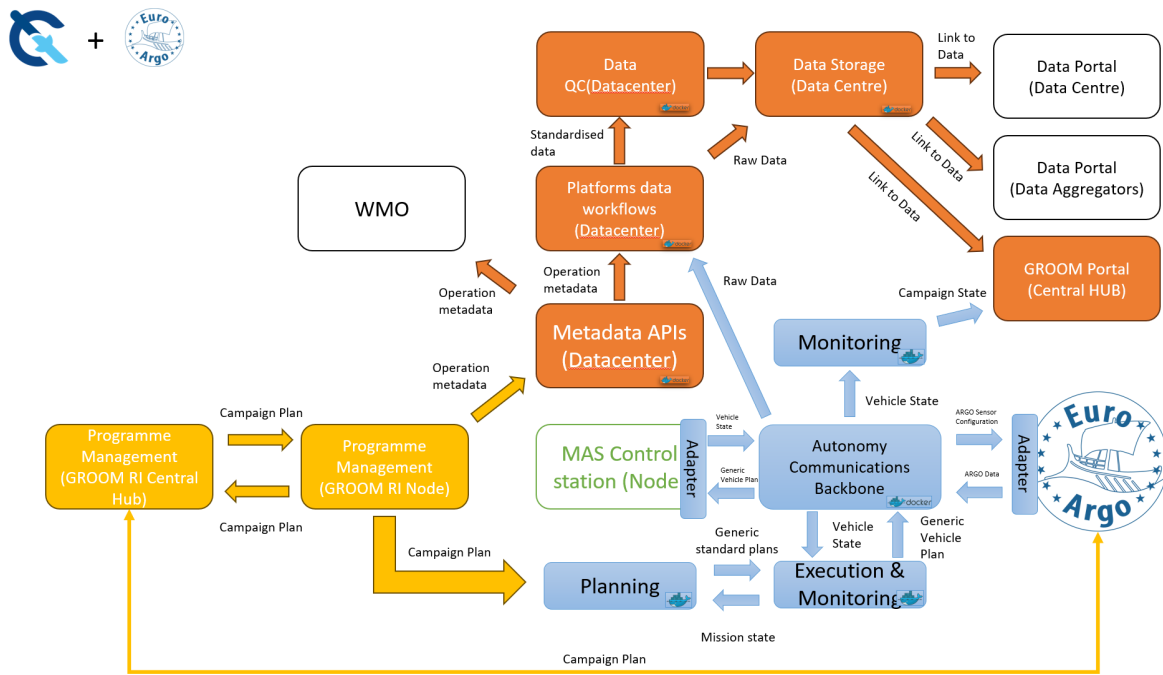 Euro
Argo
+
Data
QC(Datacenter)
docker
Data Storage
(Data Centre)
docker
Link to
Data
Data Portal
(Data Centre)
Standardised
data
Raw Data
Link to Data
Link to Data
Data Portal
(Data Aggregators)
WMO
Platforms data
workflows
(Datacenter)
docker
GROOM Portal
(Central HUB)
Operation
metadata
Operation
metadata
Raw Data
Campaign State
Metadata APIs
(Datacenter)
docker
Monitoring
Operation
metadata
Vehicle State
Campaign Plan
Programme
Management
(GROOM RI Central
Hub)
Programme
Management
(GROOM RI Node)
Campaign Plan
MAS Control
station (Node
Adapter
Vehicle
State
Generic
Vehicle Plan
Autonomy
Communications
Backbone
docker
ARGO Sensor
Configuration
ARGO Data
Adapter
Euro
Argo
Campaign Plan
Generic
standard plans
Vehicle
State
Generic
Vehicle
Plan
Planning
Execution &
Monitoring
Mission state
Campaign Plan